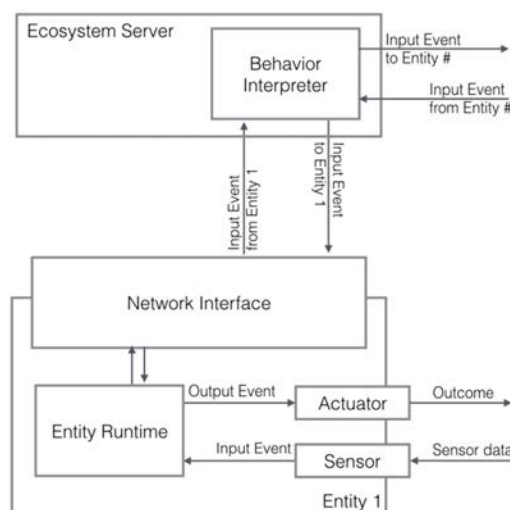 Ecosystem Server
Behavior
Interpreter
Input Event
to Entity #
Input Event
from Entity #
Input Event
from Entity 1
Input Event
to Entity 1
Network Interface
Entity Runtime
Output Event
Actuator
Outcome
Input Event
Sensor
Sensor data
Entity 1